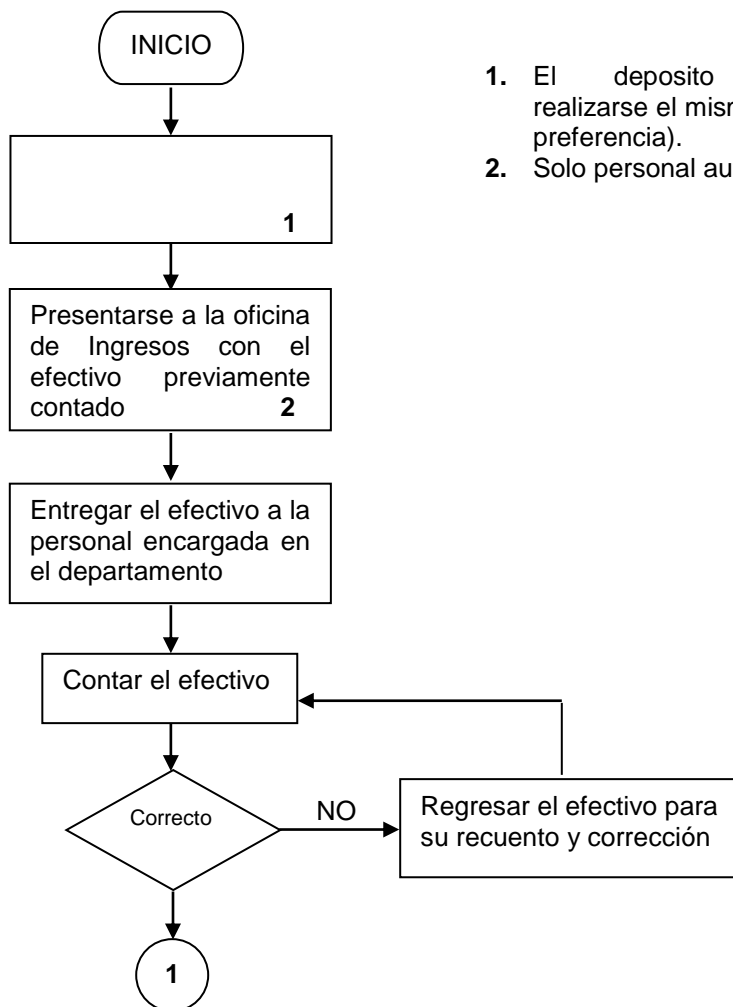 INICIO
1. El deposito
realizarse el
preferencia).
2. Solo personal
1
Presentarse a la oficina
de Ingresos con el
efectivo previamente
contado 2
Entregar el efectivo a la
personal encargada en
el departamento
Contar el efectivo
Correcto
NO
Regresar el efectivo para
su recuento y corrección
1